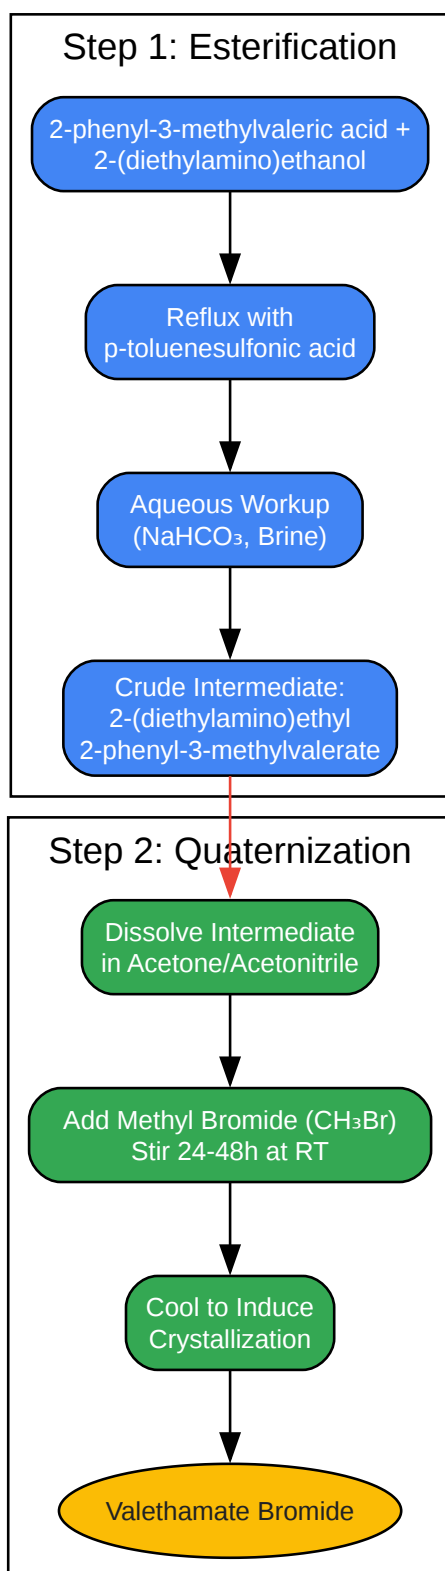 Step 1: Esterification
2-phenyl-3-methylvaleric acid +
2-(diethylamino)ethanol
Reflux with
p-toluenesulfonic acid
Aqueous Workup
(NaHCO₃, Brine)
Crude Intermediate:
2-(diethylamino)ethyl
2-phenyl-3-methylvalerate
Step 2: Quaternization
Dissolve Intermediate
in Acetone/Acetonitrile
Add Methyl Bromide (CH₃Br)
Stir 24-48h at RT
Cool to Induce
Crystallization
Valethamate Bromide